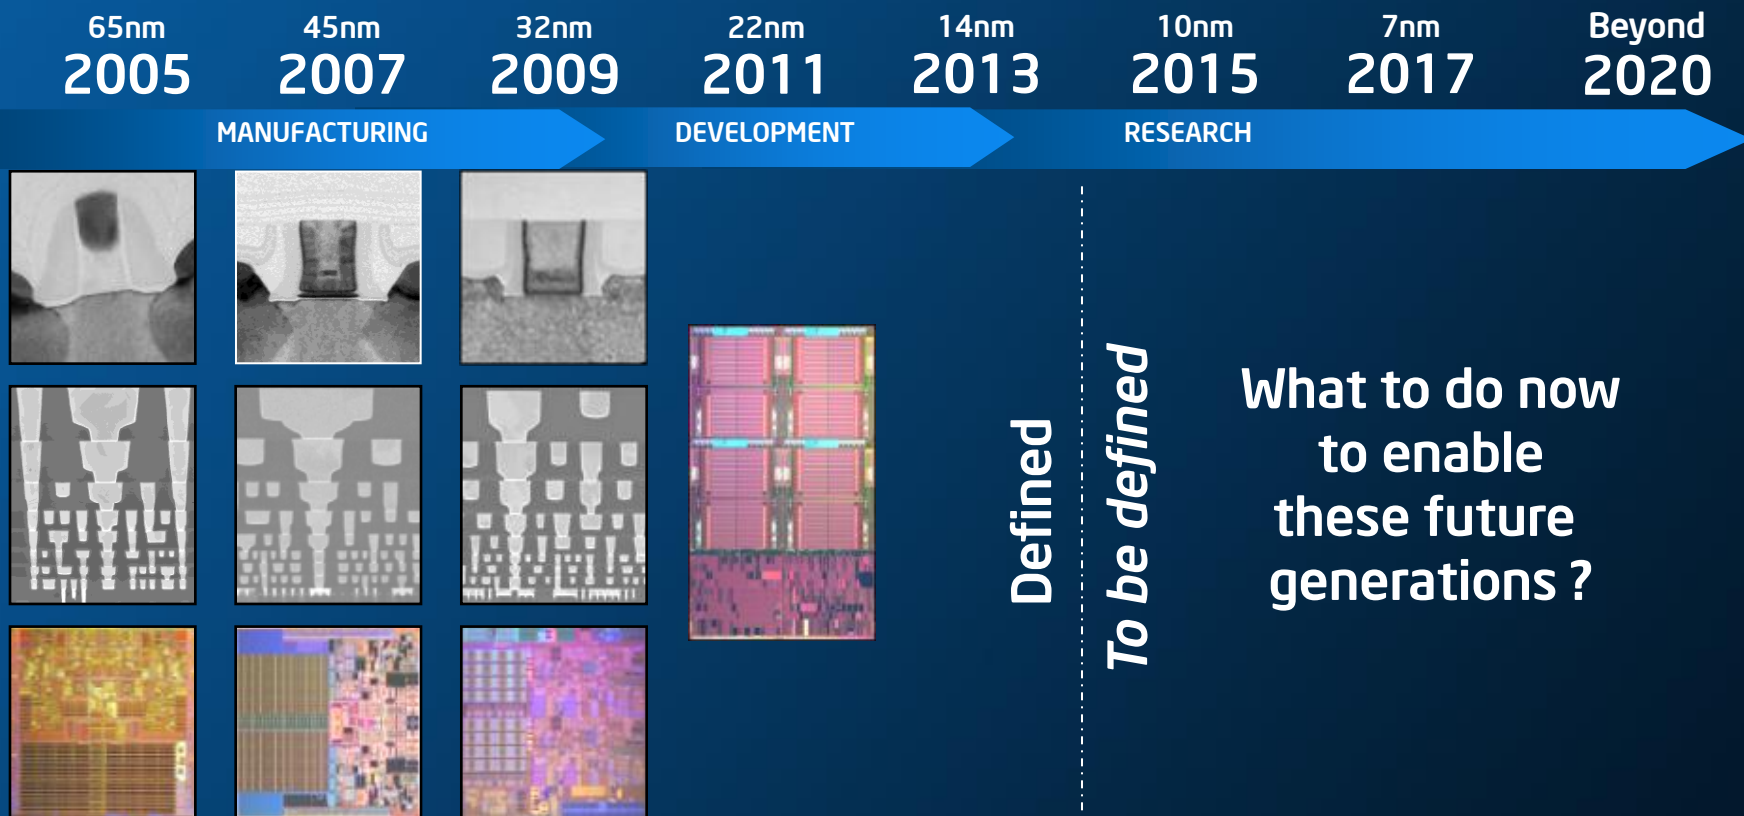 65nm
2005
45nm
2007
32nm
2009
22nm
2011
14nm
2013
10nm
2015
7nm
2017
Beyond
2020
MANUFACTURING
DEVELOPMENT
RESEARCH
Defined
To be defined
What to do now
to enable
these future
generations ?